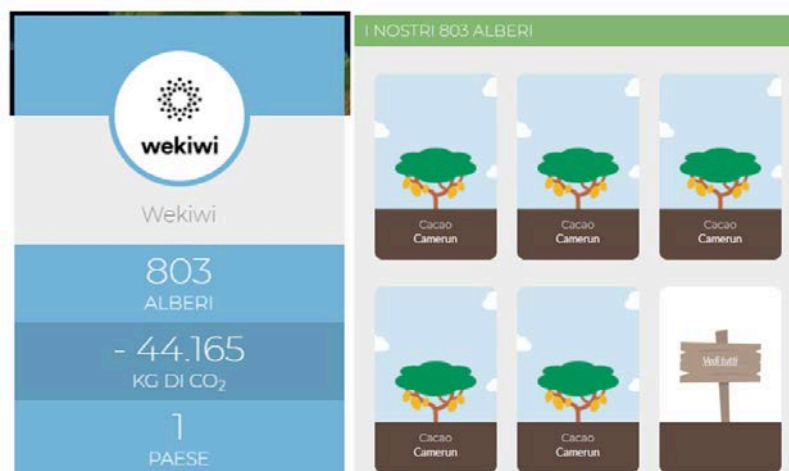 wekiwi
Wekiwi
803
ALBERI
- 44.165
KG DI CO₂
1
PAESE
I NOSTRI 803 ALBERI
Cacao
Camerun
Cacao
Camerun
Cacao
Camerun
Cacao
Camerun
Cacao
Camerun
Vedi tutti